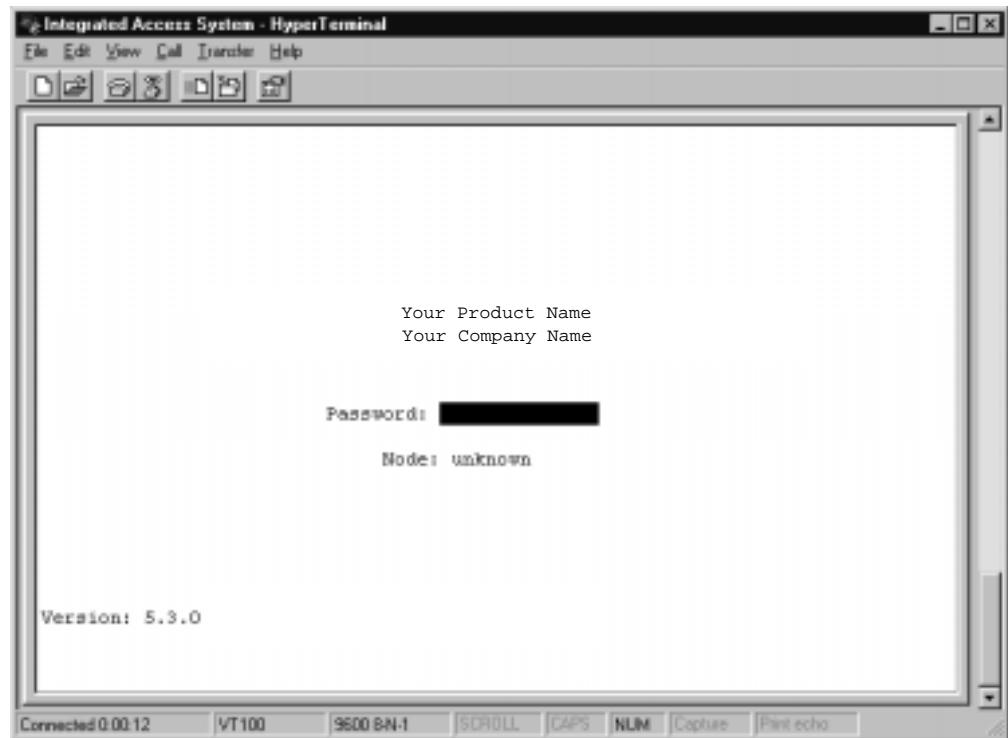 Integrated Access System - HyperTerminal
File Edit View Call Transfer Help
Your Product Name
Your Company Name
Password:
Node: unknown
Version: 5.3.0
Connected 0:00:12 VT100 9600 8-N-1 SCROLL CAPS NUM Capture Print echo